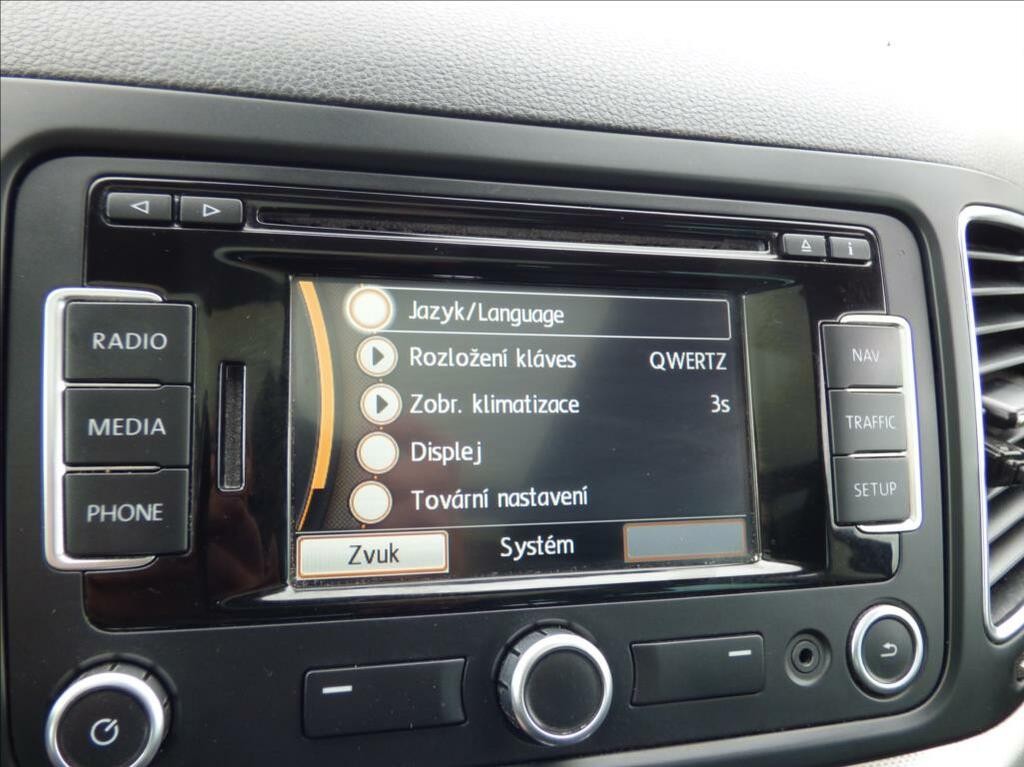 RADIO
MEDIA
PHONE
Jazyk/Language
Rozložení kláves QWERTZ
Zobr. klimatizace 3s
Displej
Tovární nastavení
Zvuk
Systém
i
NAV
TRAFFIC
SETUP